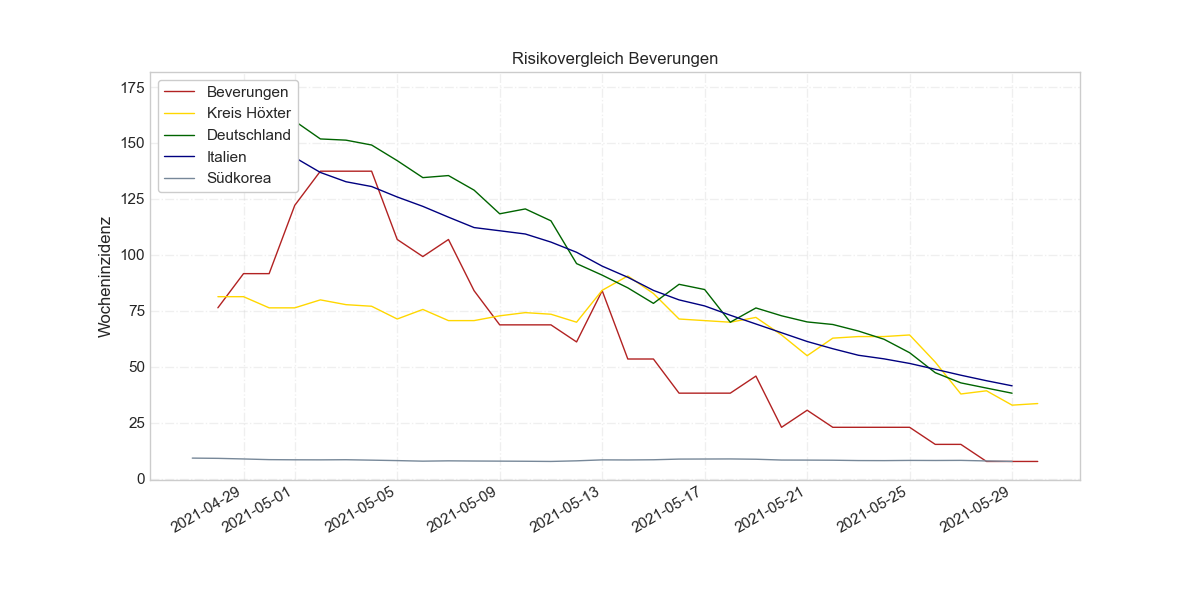 Risikovergleich Beverungen
Wocheninzidenz
175
150
125
100
75
50
25
0
Beverungen
Kreis Höxter
Deutschland
Italien
Südkorea
2021-04-29
2021-05-01
2021-05-05
2021-05-09
2021-05-13
2021-05-17
2021-05-21
2021-05-25
2021-05-29